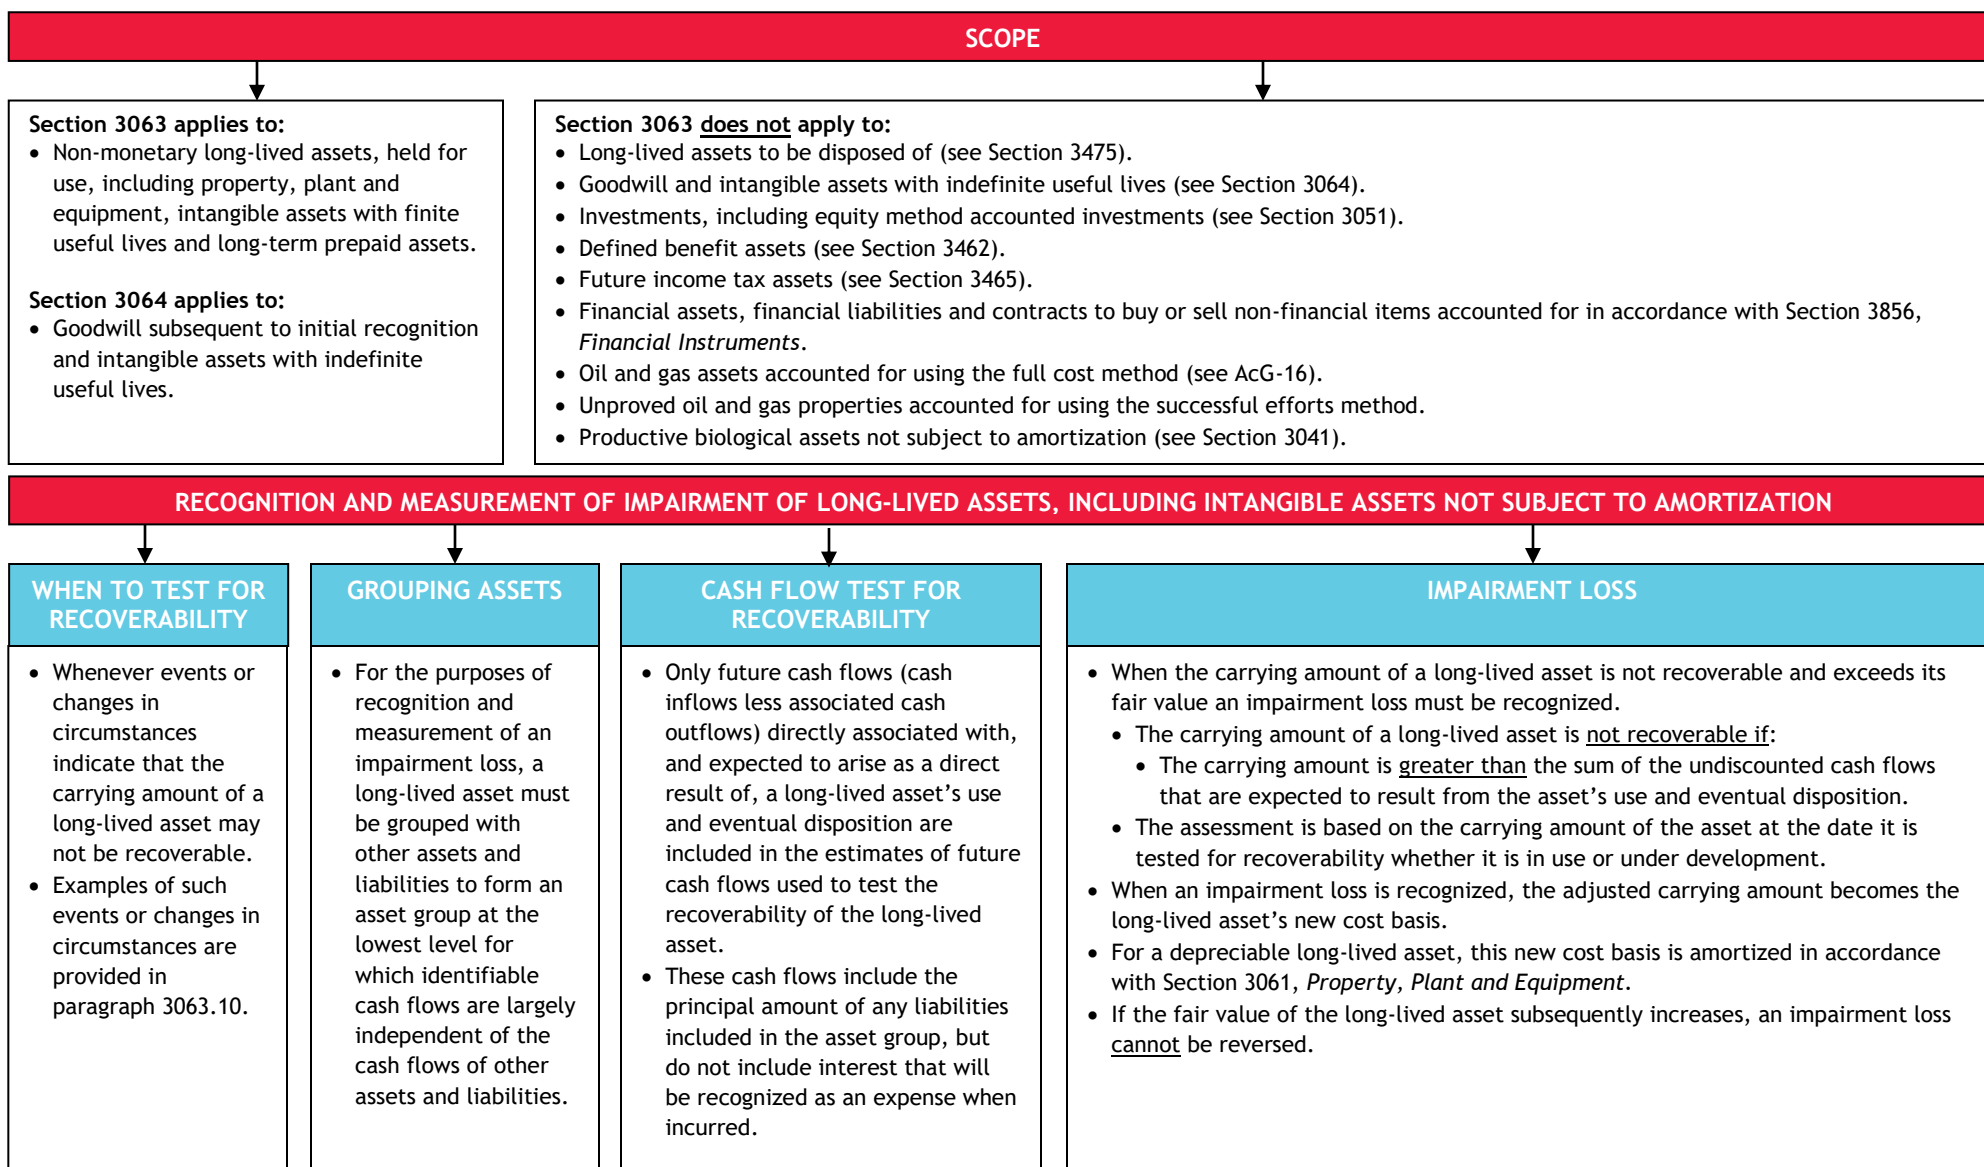 SCOPE
Section 3063 applies to:
• Non-monetary long-lived assets, held for
use, including property, plant and
equipment, intangible assets with finite
useful lives and long-term prepaid assets.
Section 3064 applies to:
• Goodwill subsequent to initial recognition
and intangible assets with indefinite
useful lives.
Section 3063 does not apply to:
• Long-lived assets to be disposed of (see Section 3475).
• Goodwill and intangible assets with indefinite useful lives (see Section 3064).
• Investments, including equity method accounted investments (see Section 3051).
• Defined benefit assets (see Section 3462).
• Future income tax assets (see Section 3465).
• Financial assets, financial liabilities and contracts to buy or sell non-financial items accounted for in accordance with Section 3856,
Financial Instruments.
• Oil and gas assets accounted for using the full cost method (see AcG-16).
• Unproved oil and gas properties accounted for using the successful efforts method.
• Productive biological assets not subject to amortization (see Section 3041).
RECOGNITION AND MEASUREMENT OF IMPAIRMENT OF LONG-LIVED ASSETS, INCLUDING INTANGIBLE ASSETS NOT SUBJECT TO AMORTIZATION
WHEN TO TEST FOR
RECOVERABILITY
• Whenever events or
changes in
circumstances
indicate that the
carrying amount of a
long-lived asset may
not be recoverable.
• Examples of such
events or changes in
circumstances are
provided in
paragraph 3063.10.
GROUPING ASSETS
• For the purposes of
recognition and
measurement of an
impairment loss, a
long-lived asset must
be grouped with
other assets and
liabilities to form an
asset group at the
lowest level for
which identifiable
cash flows are largely
independent of the
cash flows of other
assets and liabilities.
CASH FLOW TEST FOR
RECOVERABILITY
• Only future cash flows (cash
inflows less associated cash
outflows) directly associated with,
and expected to arise as a direct
result of, a long-lived asset's use
and eventual disposition are
included in the estimates of future
cash flows used to test the
recoverability of the long-lived
asset.
• These cash flows include the
principal amount of any liabilities
included in the asset group, but
do not include interest that will
be recognized as an expense when
incurred.
IMPAIRMENT LOSS
• When the carrying amount of a long-lived asset is not recoverable and exceeds its
fair value an impairment loss must be recognized.
• The carrying amount of a long-lived asset is not recoverable if:
• The carrying amount is greater than the sum of the undiscounted cash flows
that are expected to result from the asset's use and eventual disposition.
• The assessment is based on the carrying amount of the asset at the date it is
tested for recoverability whether it is in use or under development.
• When an impairment loss is recognized, the adjusted carrying amount becomes the
long-lived asset's new cost basis.
• For a depreciable long-lived asset, this new cost basis is amortized in accordance
with Section 3061, Property, Plant and Equipment.
• If the fair value of the long-lived asset subsequently increases, an impairment loss
cannot be reversed.